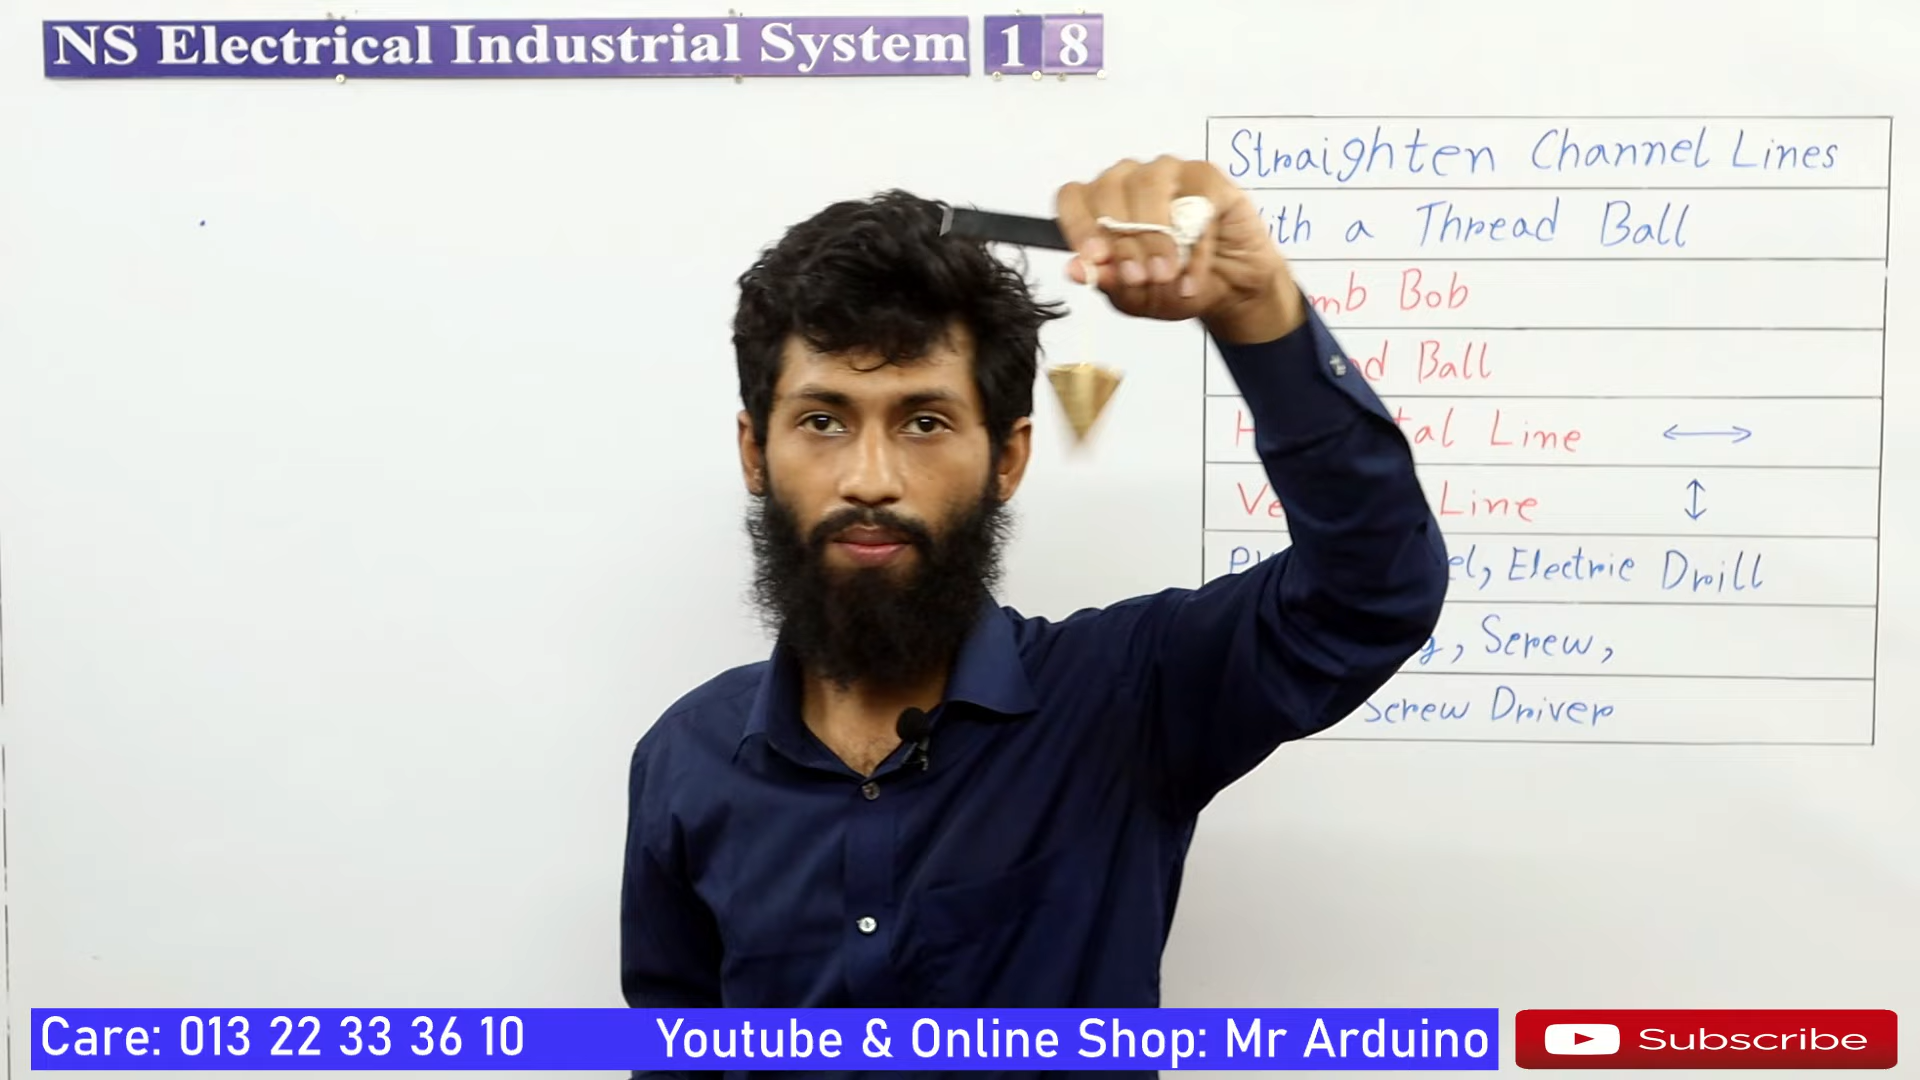 NS Electrical Industrial System 18
Straighten Channel Lines
ith a Thread Ball
mb Bob
d Ball
H tal Line ↔
Ve Line ↕
el, Electric Drill
g, Screw,
Screw Driver
Care: 013 22 33 36 10 Youtube & Online Shop: Mr Arduino
Subscribe